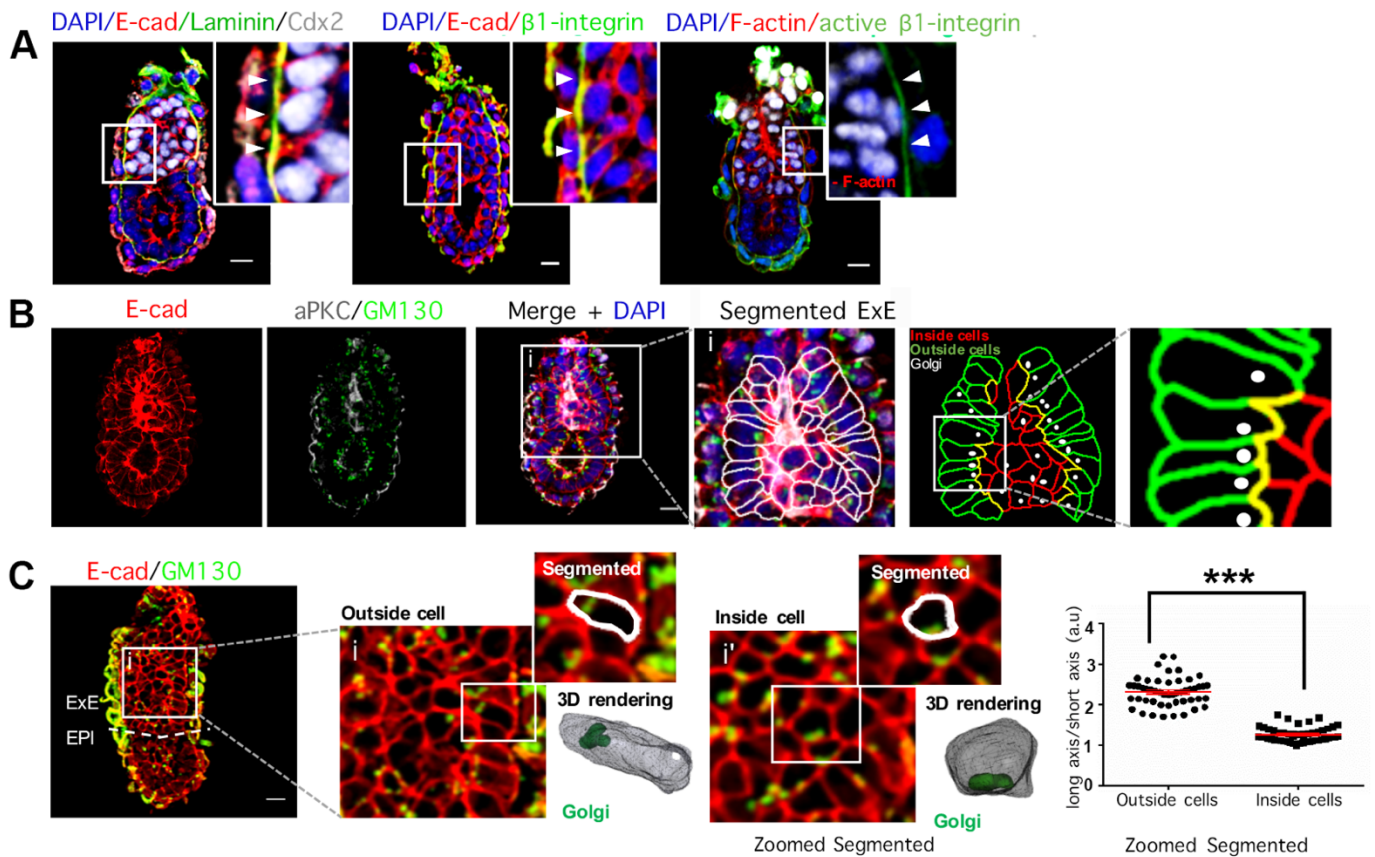 A
DAPI/E-cad/Laminin/Cdx2
DAPI/E-cad/β1-integrin
DAPI/F-actin/active β1-integrin
- F-actin
B
E-cad
aPKC/GM130
Merge + DAPI
Segmented ExE
i
i
Inside cells
Outside cells
Golgi
C
E-cad/GM130
i
ExE
EPI
Outside cell
i
Segmented
3D rendering
Golgi
Inside cell
i'
Segmented
3D rendering
Golgi
Zoomed Segmented
***
long axis/short axis (a.u)
4
3
2
1
0
Outside cells
Inside cells
Zoomed Segmented